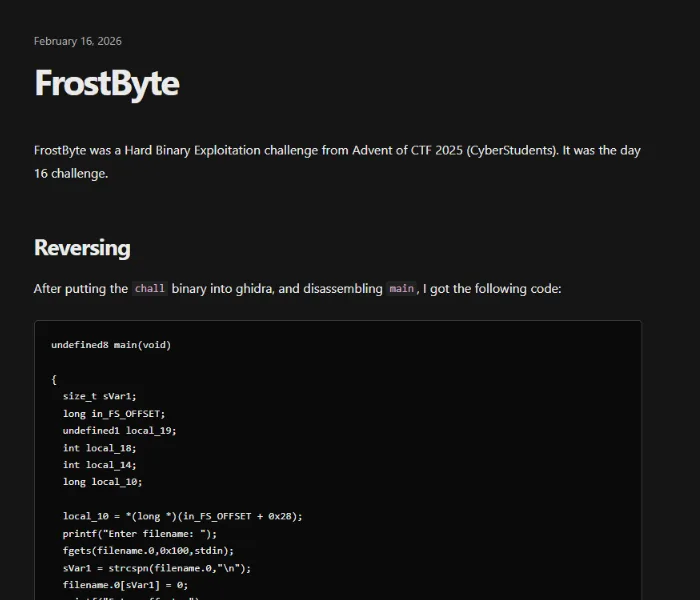 February 16, 2026
FrostByte
FrostByte was a Hard Binary Exploitation challenge from Advent of CTF 2025 (CyberStudents). It was the day
16 challenge.
Reversing
After putting the chall binary into ghidra, and disassembling main, I got the following code:
undefined8 main(void)
{
size_t sVar1;
long in_FS_OFFSET;
undefined1 local_19;
int local_18;
int local_14;
long local_10;
local_10 = *(long *)(in_FS_OFFSET + 0x28);
printf("Enter filename: ");
fgets(filename.0,0x100,stdin);
sVar1 = strcspn(filename.0,"\n");
filename.0[sVar1] = 0;